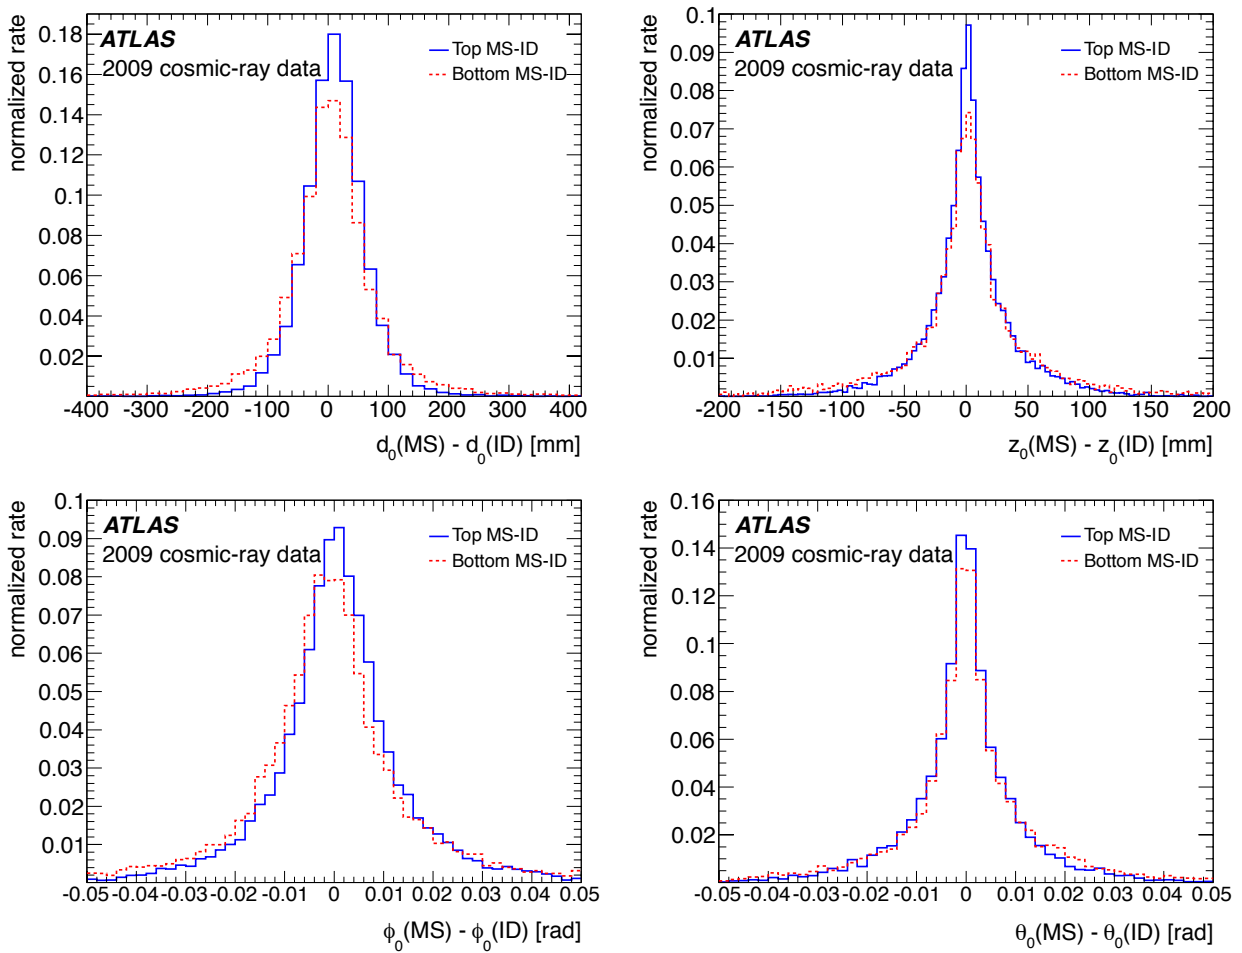 normalized rate
ATLAS
2009 cosmic-ray data
Top MS-ID
Bottom MS-ID
0.18
0.16
0.14
0.12
0.1
0.08
0.06
0.04
0.02
-400 -300 -200 -100 0 100 200 300 400
d₀(MS) - d₀(ID) [mm]
normalized rate
ATLAS
2009 cosmic-ray data
Top MS-ID
Bottom MS-ID
0.1
0.09
0.08
0.07
0.06
0.05
0.04
0.03
0.02
0.01
-200 -150 -100 -50 0 50 100 150 200
z₀(MS) - z₀(ID) [mm]
normalized rate
ATLAS
2009 cosmic-ray data
Top MS-ID
Bottom MS-ID
0.1
0.09
0.08
0.07
0.06
0.05
0.04
0.03
0.02
0.01
-0.05 -0.04 -0.03 -0.02 -0.01 0 0.01 0.02 0.03 0.04 0.05
ϕ₀(MS) - ϕ₀(ID) [rad]
normalized rate
ATLAS
2009 cosmic-ray data
Top MS-ID
Bottom MS-ID
0.16
0.14
0.12
0.1
0.08
0.06
0.04
0.02
-0.05 -0.04 -0.03 -0.02 -0.01 0 0.01 0.02 0.03 0.04 0.05
θ₀(MS) - θ₀(ID) [rad]